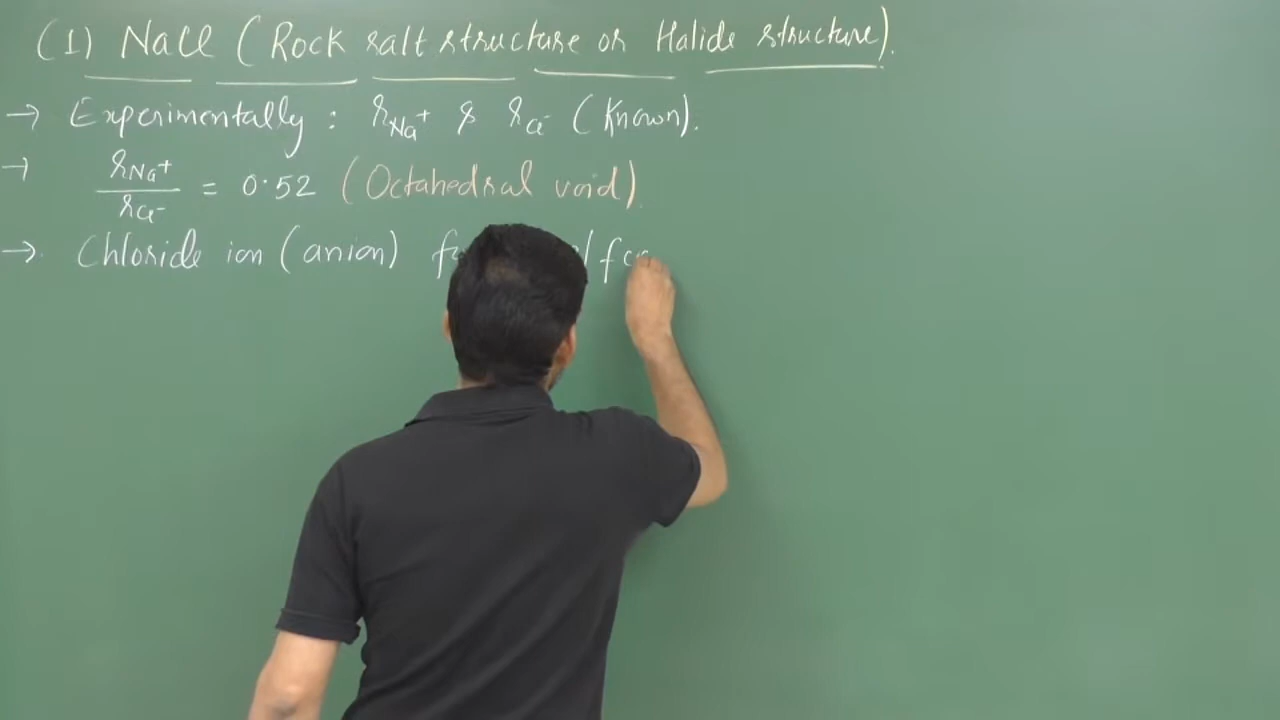 (1) NaCl (Rock salt structure or Halide structure).
→ Experimentally : rNa⁺ & rCl⁻ (Known).
→ rNa⁺/rCl⁻ = 0.52 (Octahedral void).
→ Chloride ion (anion) / fcc